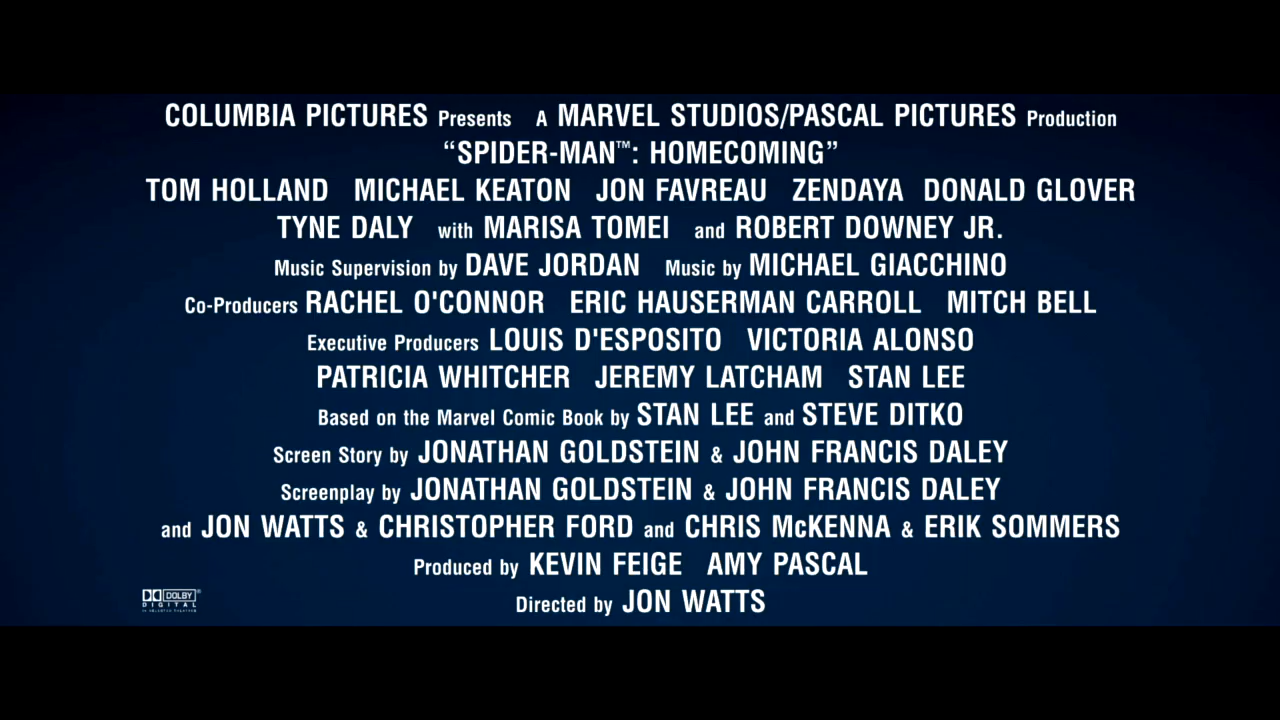 COLUMBIA PICTURES Presents A MARVEL STUDIOS/PASCAL PICTURES Production
“SPIDER-MAN™: HOMECOMING”
TOM HOLLAND MICHAEL KEATON JON FAVREAU ZENDAYA DONALD GLOVER
TYNE DALY with MARISA TOMEI and ROBERT DOWNEY JR.
Music Supervision by DAVE JORDAN Music by MICHAEL GIACCHINO
Co-Producers RACHEL O'CONNOR ERIC HAUSERMAN CARROLL MITCH BELL
Executive Producers LOUIS D'ESPOSITO VICTORIA ALONSO
PATRICIA WHITCHER JEREMY LATCHAM STAN LEE
Based on the Marvel Comic Book by STAN LEE and STEVE DITKO
Screen Story by JONATHAN GOLDSTEIN & JOHN FRANCIS DALEY
Screenplay by JONATHAN GOLDSTEIN & JOHN FRANCIS DALEY
and JON WATTS & CHRISTOPHER FORD and CHRIS McKENNA & ERIK SOMMERS
Produced by KEVIN FEIGE AMY PASCAL
Directed by JON WATTS
DOLBY®
DIGITAL